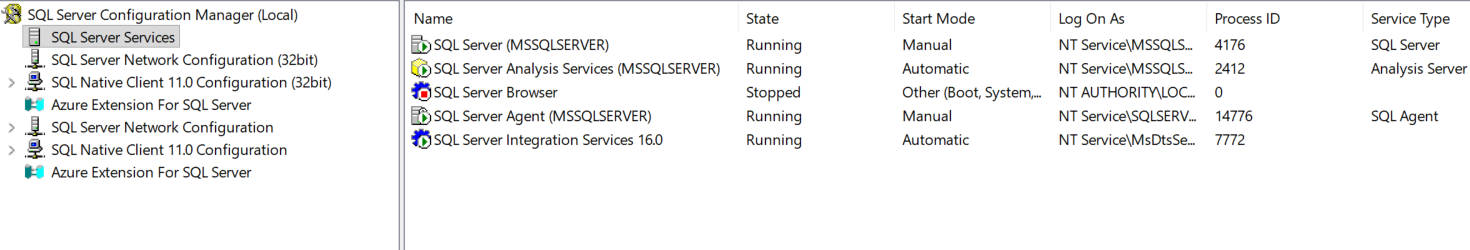 SQL Server Configuration Manager (Local)
SQL Server Services
SQL Server Network Configuration (32bit)
SQL Native Client 11.0 Configuration (32bit)
Azure Extension For SQL Server
SQL Server Network Configuration
SQL Native Client 11.0 Configuration
Azure Extension For SQL Server
Name State Start Mode Log On As Process ID Service Type
SQL Server (MSSQLSERVER) Running Manual NT Service\MSSQLS... 4176 SQL Server
SQL Server Analysis Services (MSSQLSERVER) Running Automatic NT Service\MSSQLS... 2412 Analysis Server
SQL Server Browser Stopped Other (Boot, System,... NT AUTHORITY\LOC... 0
SQL Server Agent (MSSQLSERVER) Running Manual NT Service\SQLSERV... 14776 SQL Agent
SQL Server Integration Services 16.0 Running Automatic NT Service\MsDtsSe... 7772